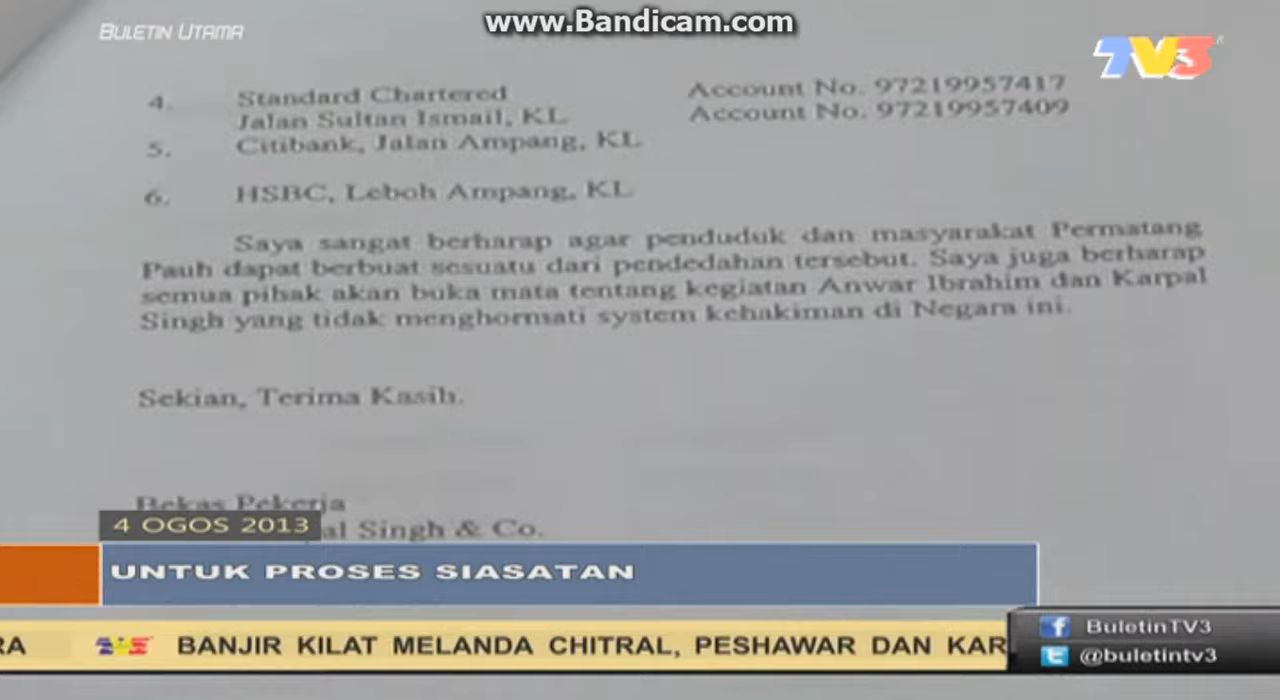 BULETIN UTAMA
www.Bandicam.com
TV3
4. Standard Chartered Account No. 97219957417
Jalan Sultan Ismail, KL Account No. 97219957409
5. Citibank, Jalan Ampang, KL
6. HSBC, Leboh Ampang, KL
Saya sangat berharap agar penduduk dan masyarakat Permatang
Pauh dapat berbuat sesuatu dari pendedahan tersebut. Saya juga berharap
semua pihak akan buka mata tentang kegiatan Anwar Ibrahim dan Karpal
Singh yang tidak menghormati system kehakiman di Negara ini.
Sekian, Terima Kasih.
Bekas Pekerja
al Singh & Co.
4 OGOS 2013
UNTUK PROSES SIASATAN
RA TV3 BANJIR KILAT MELANDA CHITRAL, PESHAWAR DAN KAR
BuletinTV3
@buletintv3